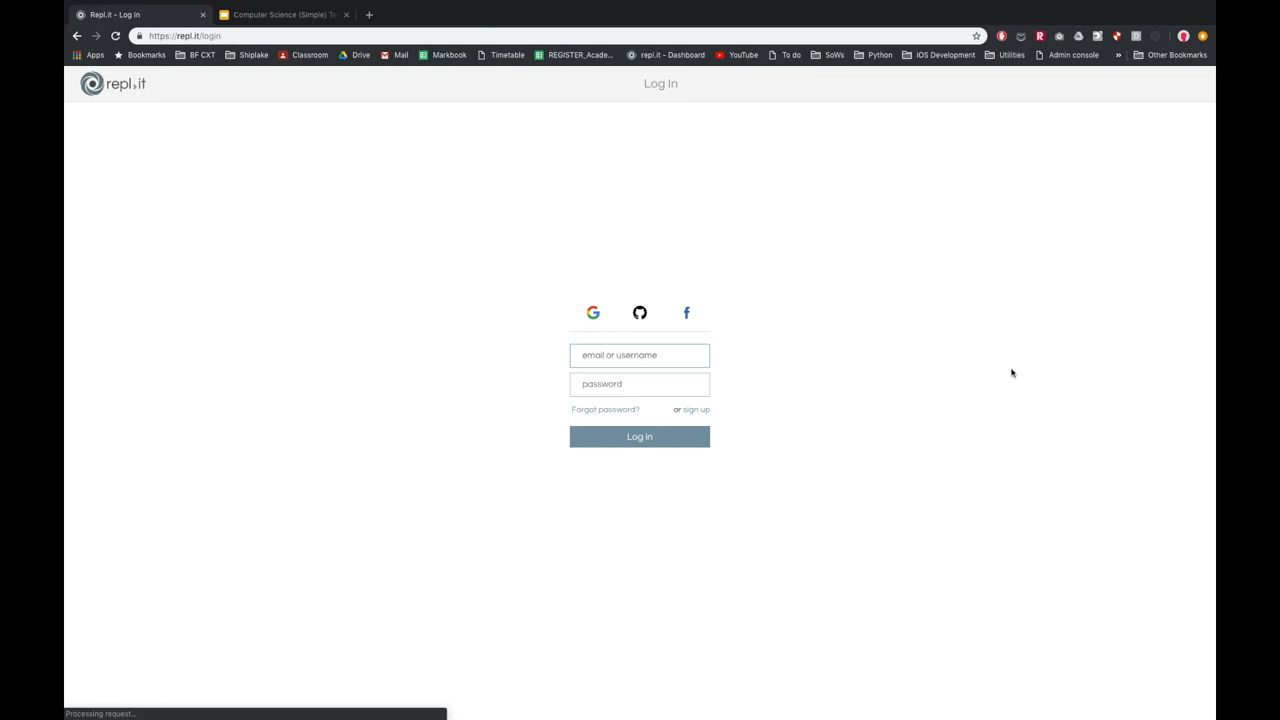 Repl.it - Log In
Computer Science (Simple) Te
https://repl.it/login
Apps Bookmarks BF CXT Shiplake Classroom Drive Mail Markbook Timetable REGISTER_Acade... repl.it - Dashboard YouTube To do SoWs Python iOS Development Utilities Admin console » Other Bookmarks
repl.it
Log In
email or username
password
Forgot password? or sign up
Log in
Processing request...